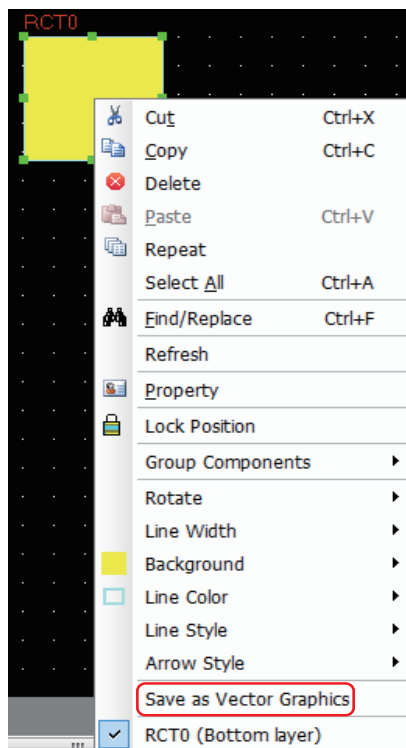 RCT0
Cut Ctrl+X
Copy Ctrl+C
Delete
Paste Ctrl+V
Repeat
Select All Ctrl+A
Find/Replace Ctrl+F
Refresh
Property
Lock Position
Group Components
Rotate
Line Width
Background
Line Color
Line Style
Arrow Style
Save as Vector Graphics
RCT0 (Bottom layer)